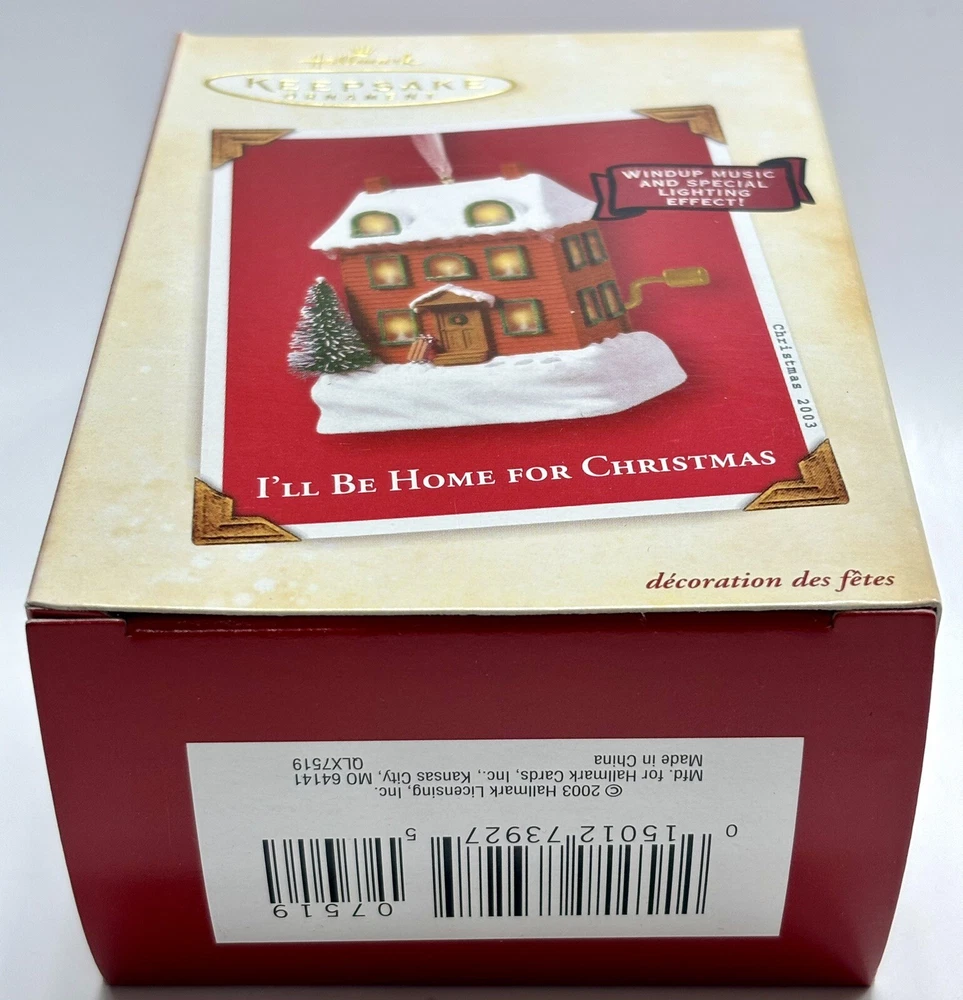 Hallmark
KEEPSAKE
ORNAMENT
WINDUP MUSIC
AND SPECIAL
LIGHTING
EFFECT!
Christmas 2003
I'LL BE HOME FOR CHRISTMAS
décoration des fêtes
© 2003 Hallmark Licensing, Inc.
Mfd. for Hallmark Cards, Inc., Kansas City, MO 64141
Made in China QLX7519
0 15012 73927 5
07519